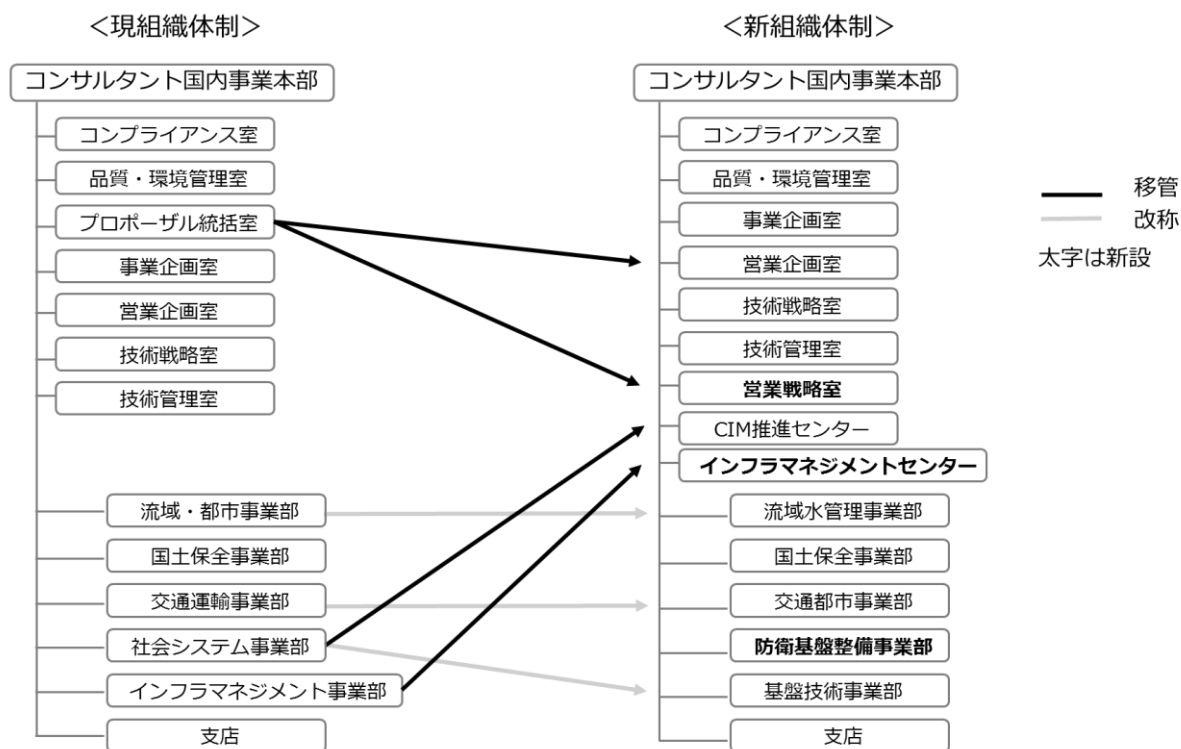 ＜現組織体制＞
コンサルタント国内事業本部
コンプライアンス室
品質・環境管理室
プロポーザル統括室
事業企画室
営業企画室
技術戦略室
技術管理室
流域・都市事業部
国土保全事業部
交通運輸事業部
社会システム事業部
インフラマネジメント事業部
支店
＜新組織体制＞
コンサルタント国内事業本部
コンプライアンス室
品質・環境管理室
事業企画室
営業企画室
技術戦略室
技術管理室
営業戦略室
CIM推進センター
インフラマネジメントセンター
流域水管理事業部
国土保全事業部
交通都市事業部
防衛基盤整備事業部
基盤技術事業部
支店
移管
改称
太字は新設